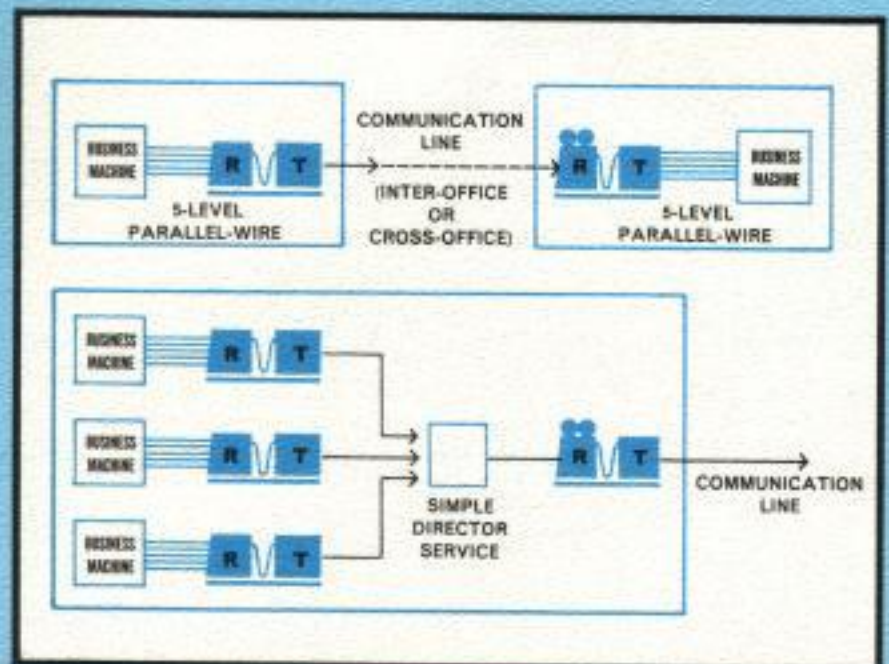 BUSINESS
MACHINE
R
T
5-LEVEL
PARALLEL-WIRE
COMMUNICATION
LINE
(INTER-OFFICE
OR
CROSS-OFFICE)
R
T
BUSINESS
MACHINE
5-LEVEL
PARALLEL-WIRE
BUSINESS
MACHINE
R
T
BUSINESS
MACHINE
R
T
BUSINESS
MACHINE
R
T
SIMPLE
DIRECTOR
SERVICE
R
T
COMMUNICATION
LINE